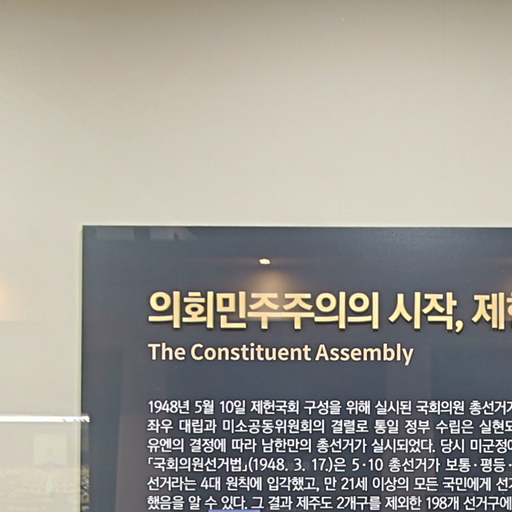 의회민주주의의 시작, 제헌
The Constituent Assembly
1948년 5월 10일 제헌국회 구성을 위해 실시된 국회의원 총선거가
좌우 대립과 미소공동위원회의 결렬로 통일 정부 수립은 실현되
유엔의 결정에 따라 남한만의 총선거가 실시되었다. 당시 미군정에
「국회의원선거법」(1948. 3. 17.)은 5·10 총선거가 보통·평등·
선거라는 4대 원칙에 입각했고, 만 21세 이상의 모든 국민에게 선거
했음을 알 수 있다. 그 결과 제주도 2개구를 제외한 198개 선거구에